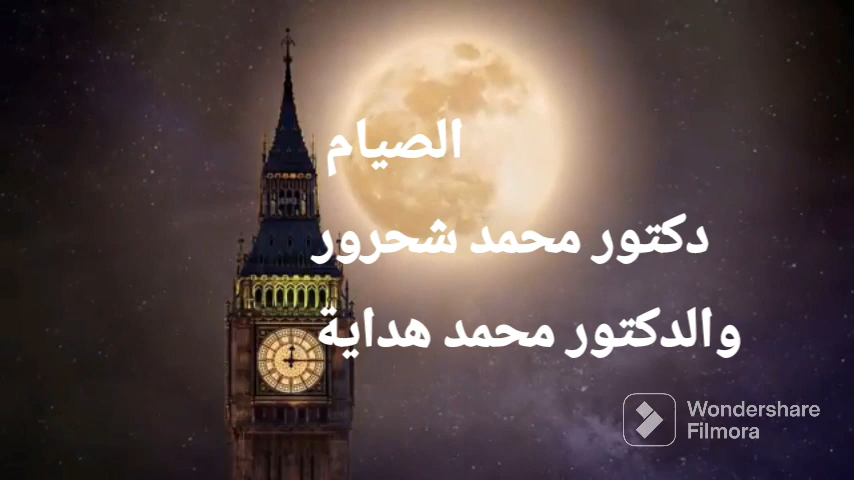 الصيام
دكتور محمد شحرور
والدكتور محمد هداية
Wondershare
Filmora